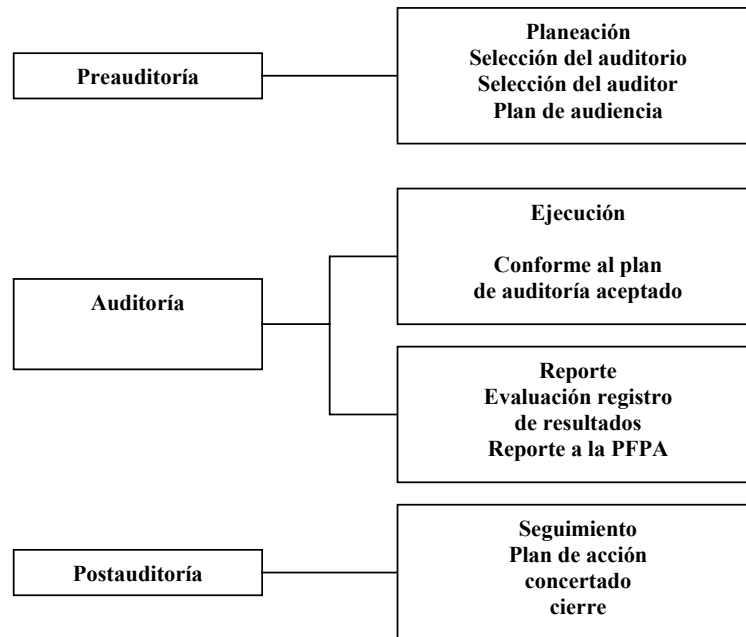 Preauditoría
Planeación
Selección del auditorio
Selección del auditor
Plan de audiencia
Auditoría
Ejecución
Conforme al plan
de auditoría aceptado
Reporte
Evaluación registro
de resultados
Reporte a la PFPA
Postauditoría
Seguimiento
Plan de acción
concertado
cierre